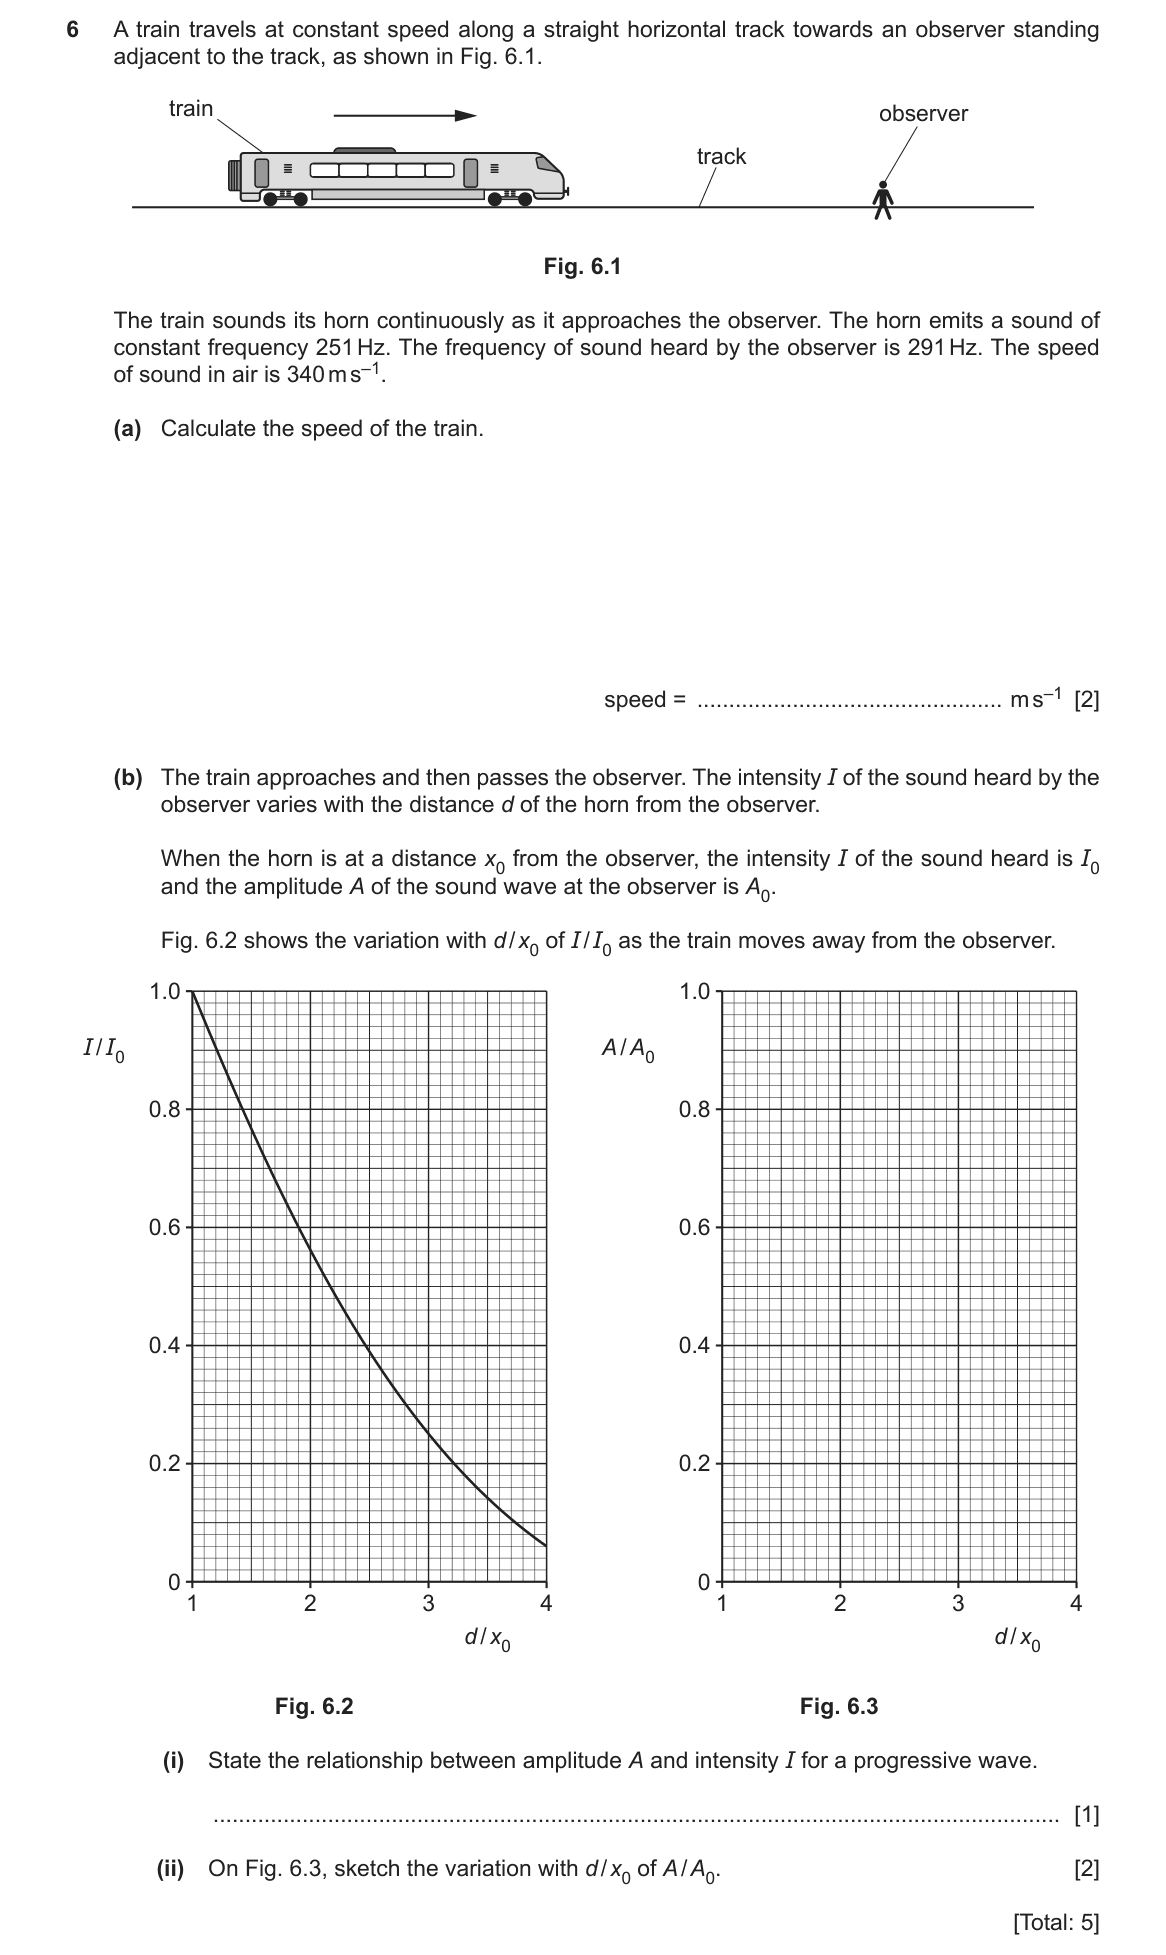 6 A train travels at constant speed along a straight horizontal track towards an observer standing
adjacent to the track, as shown in Fig. 6.1.
train
observer
track
Fig. 6.1
The train sounds its horn continuously as it approaches the observer. The horn emits a sound of
constant frequency 251 Hz. The frequency of sound heard by the observer is 291 Hz. The speed
of sound in air is 340 m s⁻¹.
(a) Calculate the speed of the train.
speed = ................................................ m s⁻¹ [2]
(b) The train approaches and then passes the observer. The intensity I of the sound heard by the
observer varies with the distance d of the horn from the observer.
When the horn is at a distance x₀ from the observer, the intensity I of the sound heard is I₀
and the amplitude A of the sound wave at the observer is A₀.
Fig. 6.2 shows the variation with d/x₀ of I/I₀ as the train moves away from the observer.
1.0
I/I₀
0.8
0.6
0.4
0.2
0
1 2 3 4
d/x₀
Fig. 6.2
1.0
A/A₀
0.8
0.6
0.4
0.2
0
1 2 3 4
d/x₀
Fig. 6.3
(i) State the relationship between amplitude A and intensity I for a progressive wave.
..................................................................................................................................... [1]
(ii) On Fig. 6.3, sketch the variation with d/x₀ of A/A₀. [2]
[Total: 5]